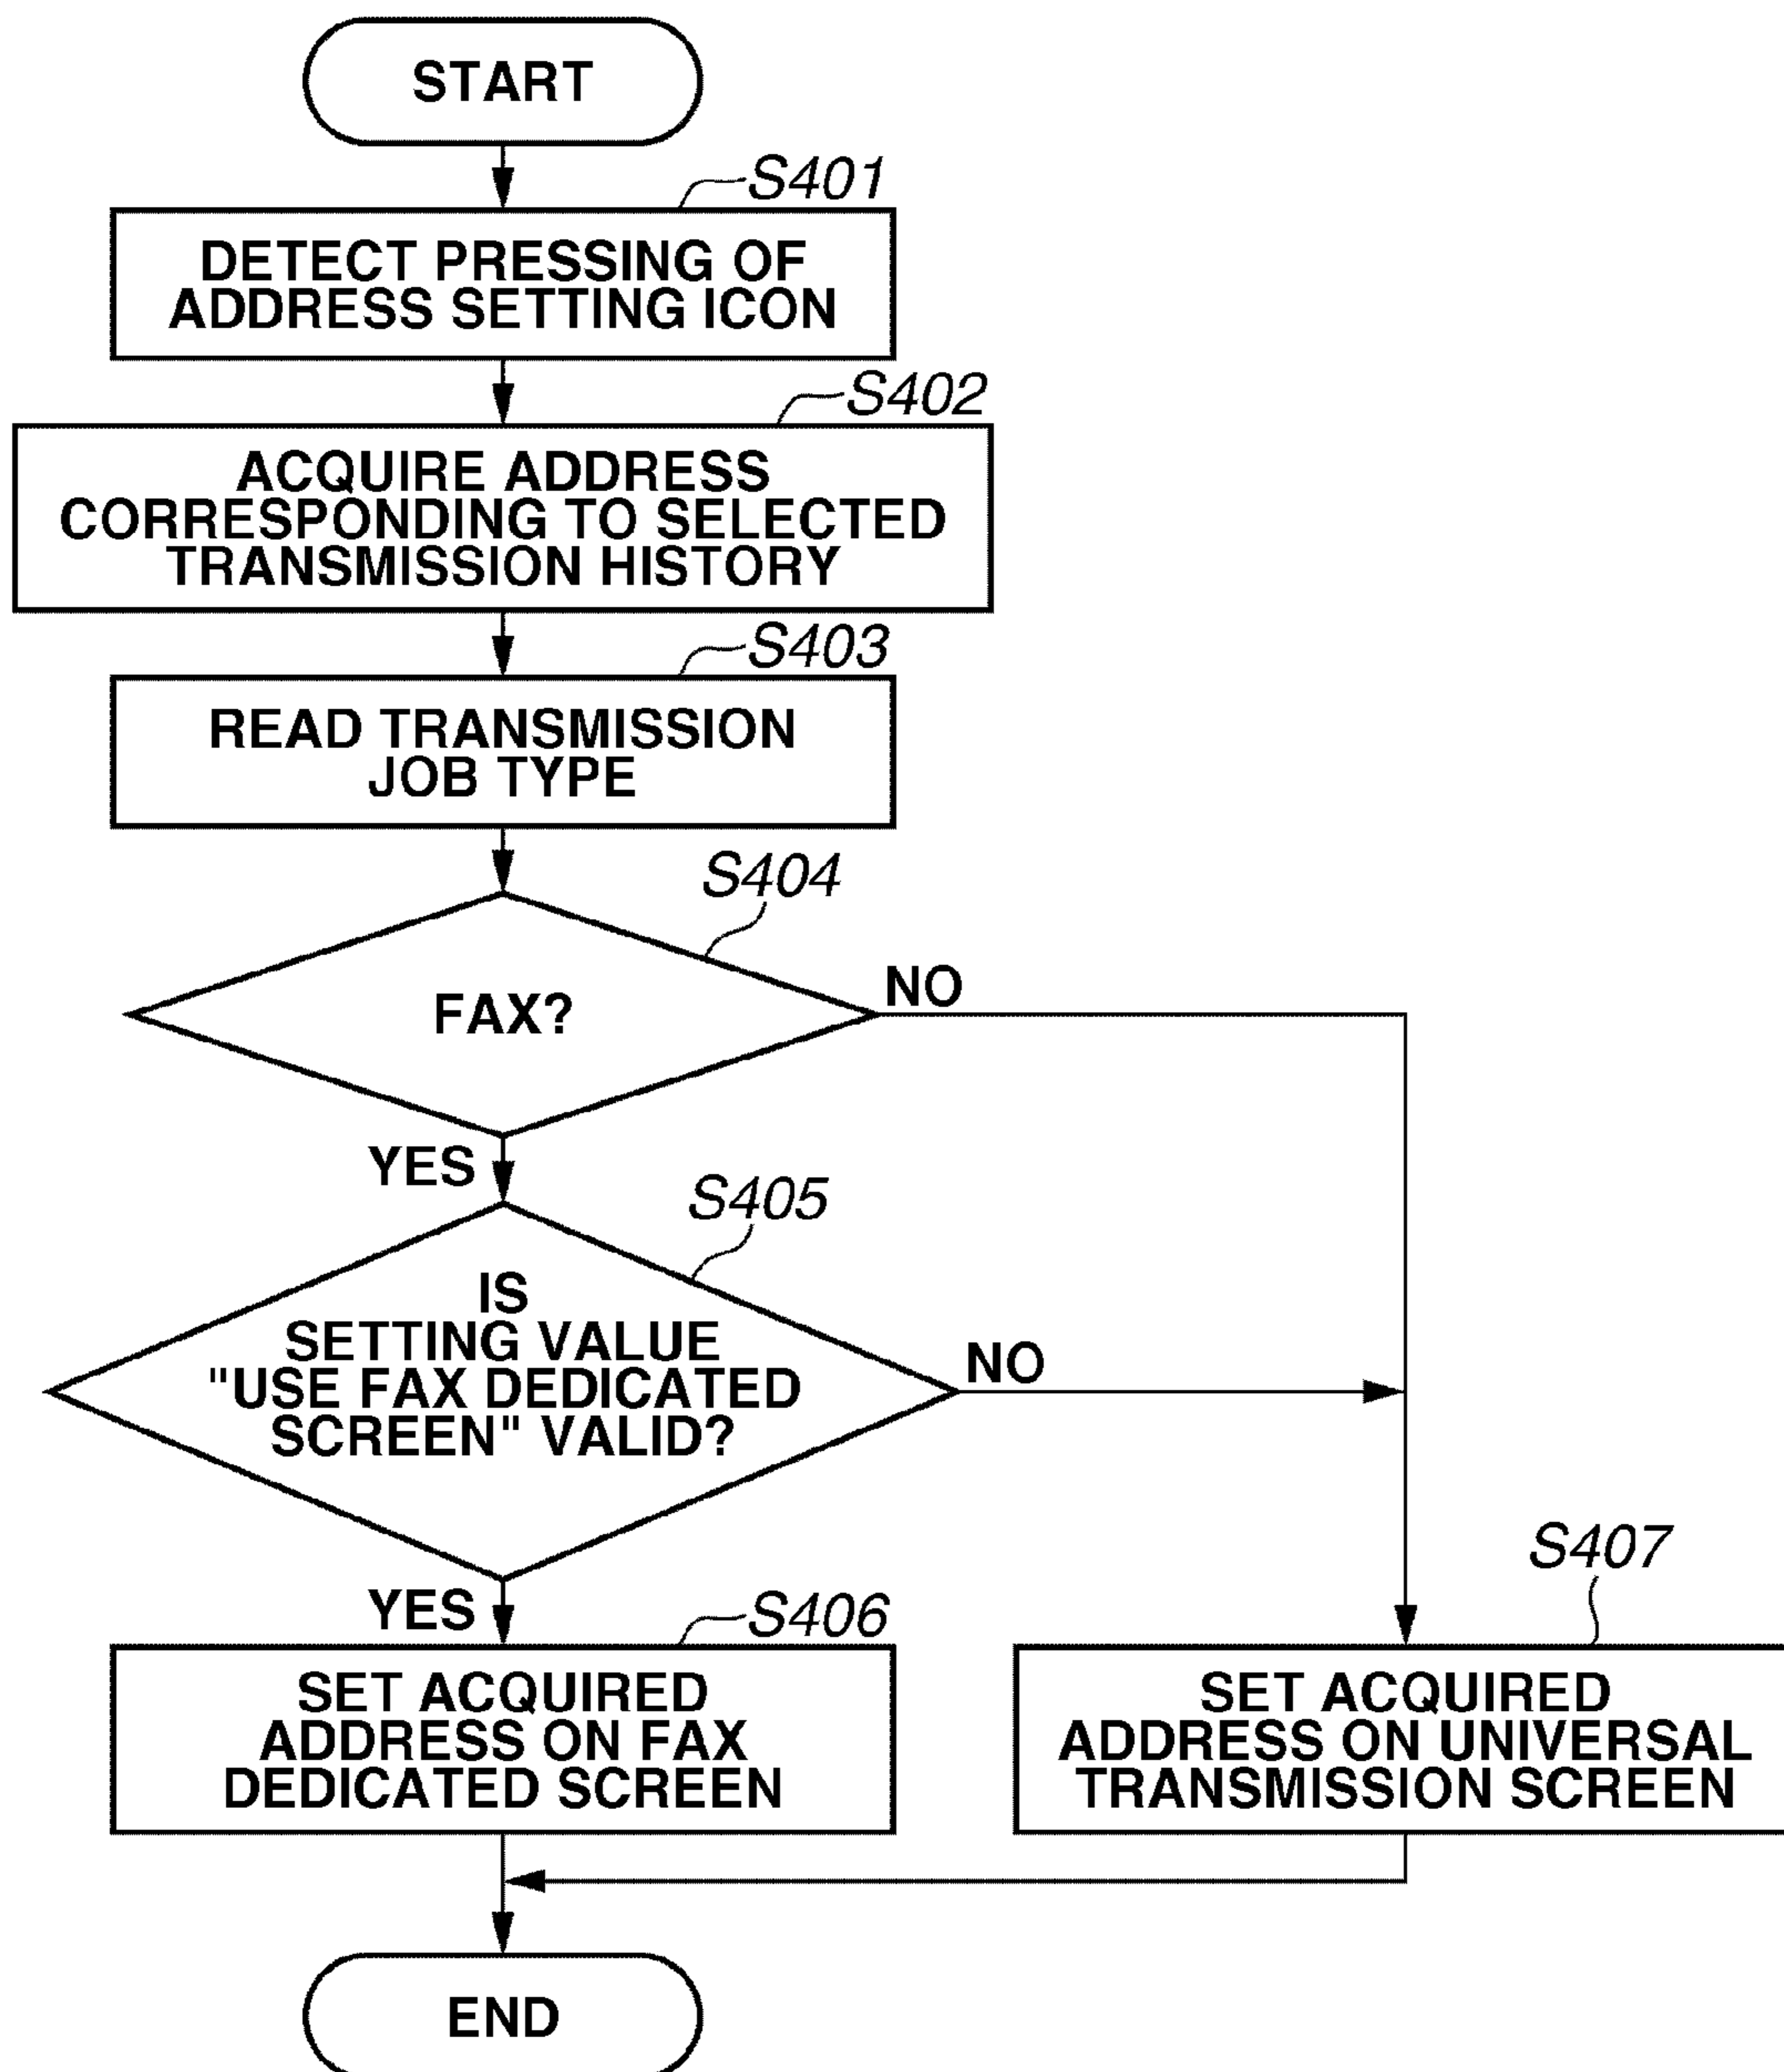 START
S401
DETECT PRESSING OF
ADDRESS SETTING ICON
S402
ACQUIRE ADDRESS
CORRESPONDING TO SELECTED
TRANSMISSION HISTORY
S403
READ TRANSMISSION
JOB TYPE
S404
FAX?
NO
YES
S405
IS
SETTING VALUE
"USE FAX DEDICATED
SCREEN" VALID?
NO
YES
S406
SET ACQUIRED
ADDRESS ON FAX
DEDICATED SCREEN
S407
SET ACQUIRED
ADDRESS ON UNIVERSAL
TRANSMISSION SCREEN
END